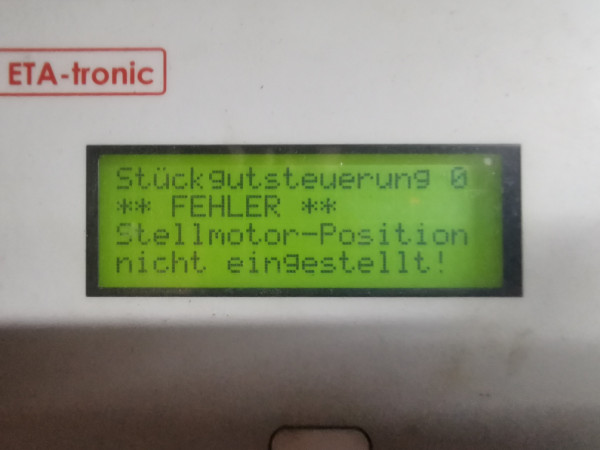 ETA-tronic
Stückgutsteuerung 0
** FEHLER **
Stellmotor-Position
nicht eingestellt!